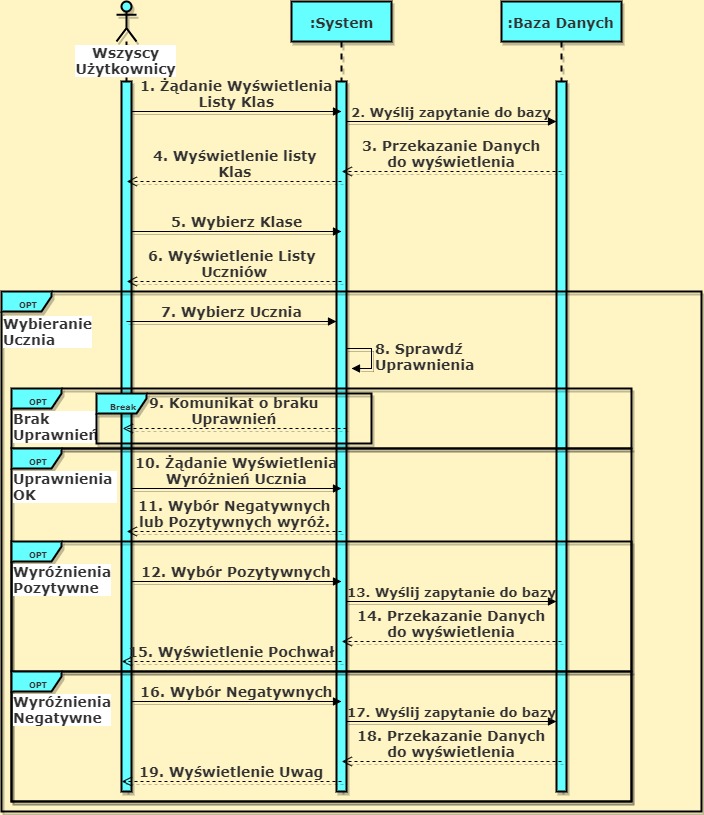 :System
:Baza Danych
Wszyscy
Użytkownicy
1. Żądanie Wyświetlenia
Listy Klas
2. Wyślij zapytanie do bazy
3. Przekazanie Danych
do wyświetlenia
4. Wyświetlenie listy
Klas
5. Wybierz Klase
6. Wyświetlenie Listy
Uczniów
OPT
Wybieranie
Ucznia
7. Wybierz Ucznia
8. Sprawdź
Uprawnienia
OPT
Brak
Uprawnień
Break
9. Komunikat o braku
Uprawnień
OPT
Uprawnienia
OK
10. Żądanie Wyświetlenia
Wyróżnień Ucznia
11. Wybór Negatywnych
lub Pozytywnych wyróż.
OPT
Wyróżnienia
Pozytywne
12. Wybór Pozytywnych
13. Wyślij zapytanie do bazy
14. Przekazanie Danych
do wyświetlenia
15. Wyświetlenie Pochwał
OPT
Wyróżnienia
Negatywne
16. Wybór Negatywnych
17. Wyślij zapytanie do bazy
18. Przekazanie Danych
do wyświetlenia
19. Wyświetlenie Uwag